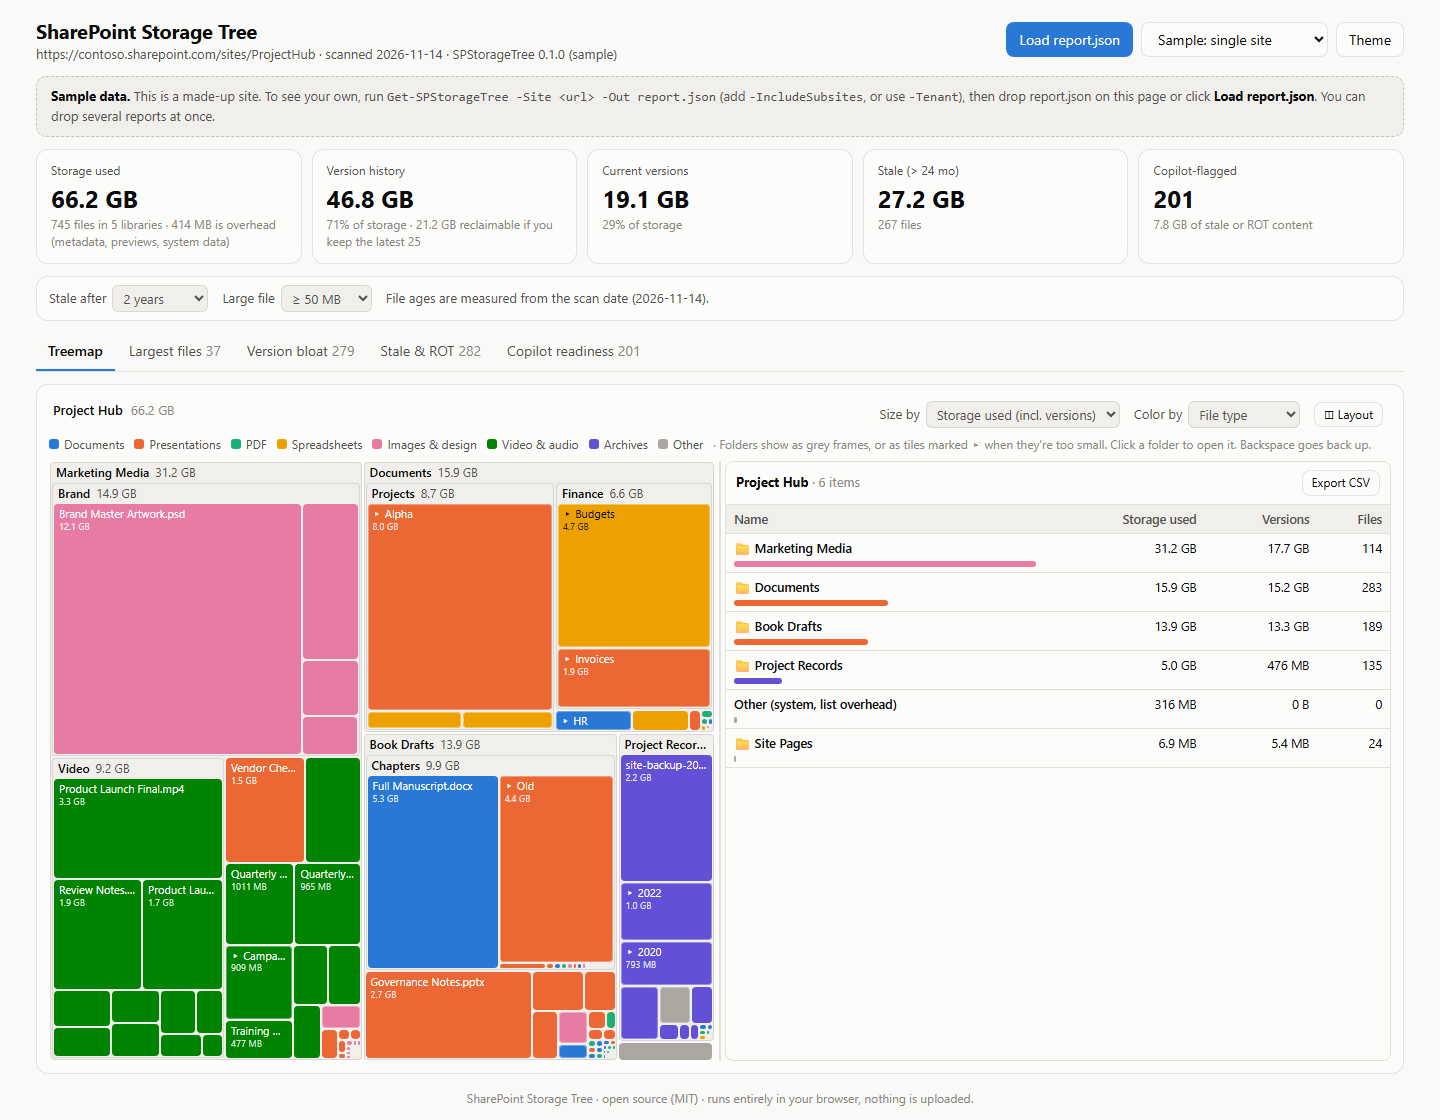 SharePoint Storage Tree
https://contoso.sharepoint.com/sites/ProjectHub · scanned 2026-11-14 · SPStorageTree 0.1.0 (sample)
Load report.json
Sample: single site
Theme
Sample data. This is a made-up site. To see your own, run Get-SPStorageTree -Site <url> -Out report.json (add -IncludeSubsites, or use -Tenant), then drop report.json on this page or click Load report.json. You can
drop several reports at once.
Storage used
66.2 GB
745 files in 5 libraries · 414 MB is overhead
(metadata, previews, system data)
Version history
46.8 GB
71% of storage · 21.2 GB reclaimable if you
keep the latest 25
Current versions
19.1 GB
29% of storage
Stale (> 24 mo)
27.2 GB
267 files
Copilot-flagged
201
7.8 GB of stale or ROT content
Stale after 2 years Large file ≥ 50 MB File ages are measured from the scan date (2026-11-14).
Treemap Largest files 37 Version bloat 279 Stale & ROT 282 Copilot readiness 201
Project Hub 66.2 GB
Size by Storage used (incl. versions) Color by File type Layout
Documents Presentations PDF Spreadsheets Images & design Video & audio Archives Other · Folders show as grey frames, or as tiles marked ▸ when they're too small. Click a folder to open it. Backspace goes back up.
Marketing Media 31.2 GB
Brand 14.9 GB
Brand Master Artwork.psd
12.1 GB
Video 9.2 GB
Product Launch Final.mp4
3.3 GB
Review Notes....
1.9 GB
Product Lau...
1.7 GB
Vendor Che...
1.5 GB
Quarterly ...
1011 MB
Quarterly...
965 MB
▸ Campa...
909 MB
Training ...
477 MB
Documents 15.9 GB
Projects 8.7 GB
▸ Alpha
8.0 GB
Finance 6.6 GB
▸ Budgets
4.7 GB
▸ Invoices
1.9 GB
▸ HR
Book Drafts 13.9 GB
Chapters 9.9 GB
Full Manuscript.docx
5.3 GB
▸ Old
4.4 GB
Governance Notes.pptx
2.7 GB
Project Recor...
site-backup-20...
2.2 GB
▸ 2022
1.0 GB
▸ 2020
793 MB
Project Hub · 6 items
Export CSV
Name Storage used Versions Files
Marketing Media 31.2 GB 17.7 GB 114
Documents 15.9 GB 15.2 GB 283
Book Drafts 13.9 GB 13.3 GB 189
Project Records 5.0 GB 476 MB 135
Other (system, list overhead) 316 MB 0 B 0
Site Pages 6.9 MB 5.4 MB 24
SharePoint Storage Tree · open source (MIT) · runs entirely in your browser, nothing is uploaded.